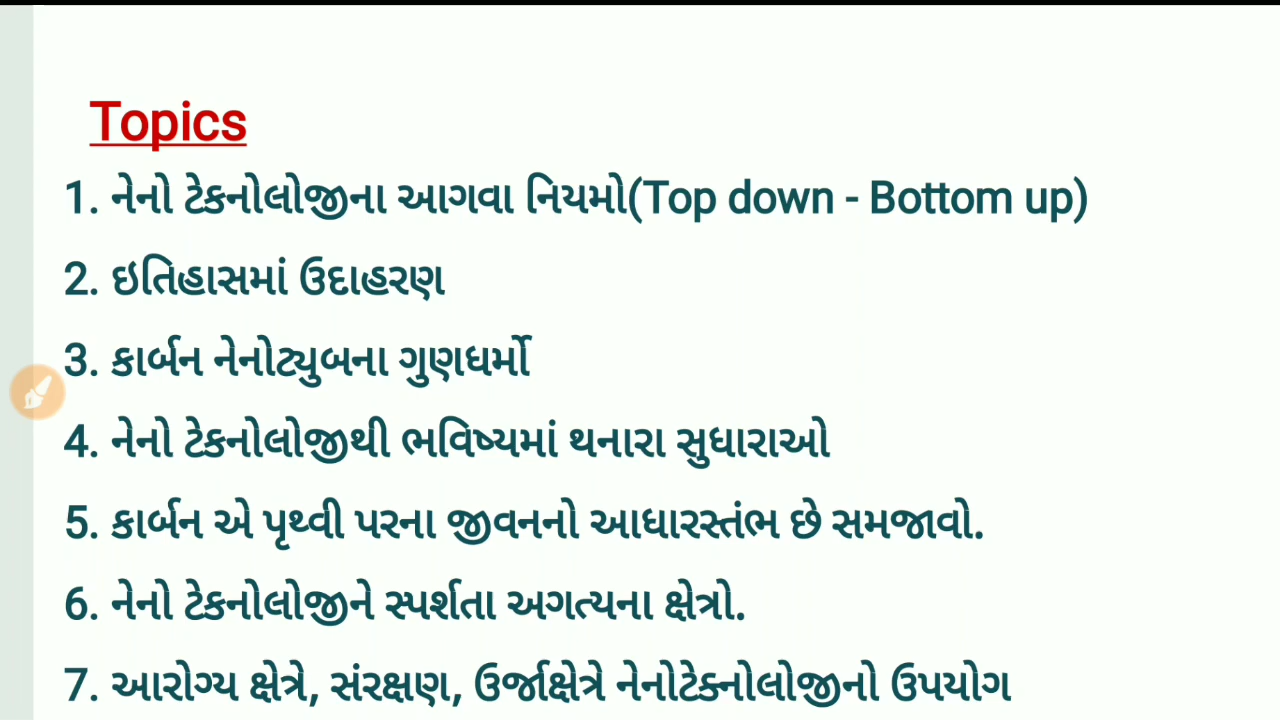 Topics
1. નેનો ટેકનોલોજીના આગવા નિયમો(Top down - Bottom up)
2. ઇતિહાસમાં ઉદાહરણ
3. કાર્બન નેનોટ્યુબના ગુણધર્મો
4. નેનો ટેકનોલોજીથી ભવિષ્યમાં થનારા સુધારાઓ
5. કાર્બન એ પૃથ્વી પરના જીવનનો આધારસ્તંભ છે સમજાવો.
6. નેનો ટેકનોલોજીને સ્પર્શતા અગત્યના ક્ષેત્રો.
7. આરોગ્ય ક્ષેત્રે, સંરક્ષણ, ઉર્જાક્ષેત્રે નેનોટેક્નોલોજીનો ઉપયોગ